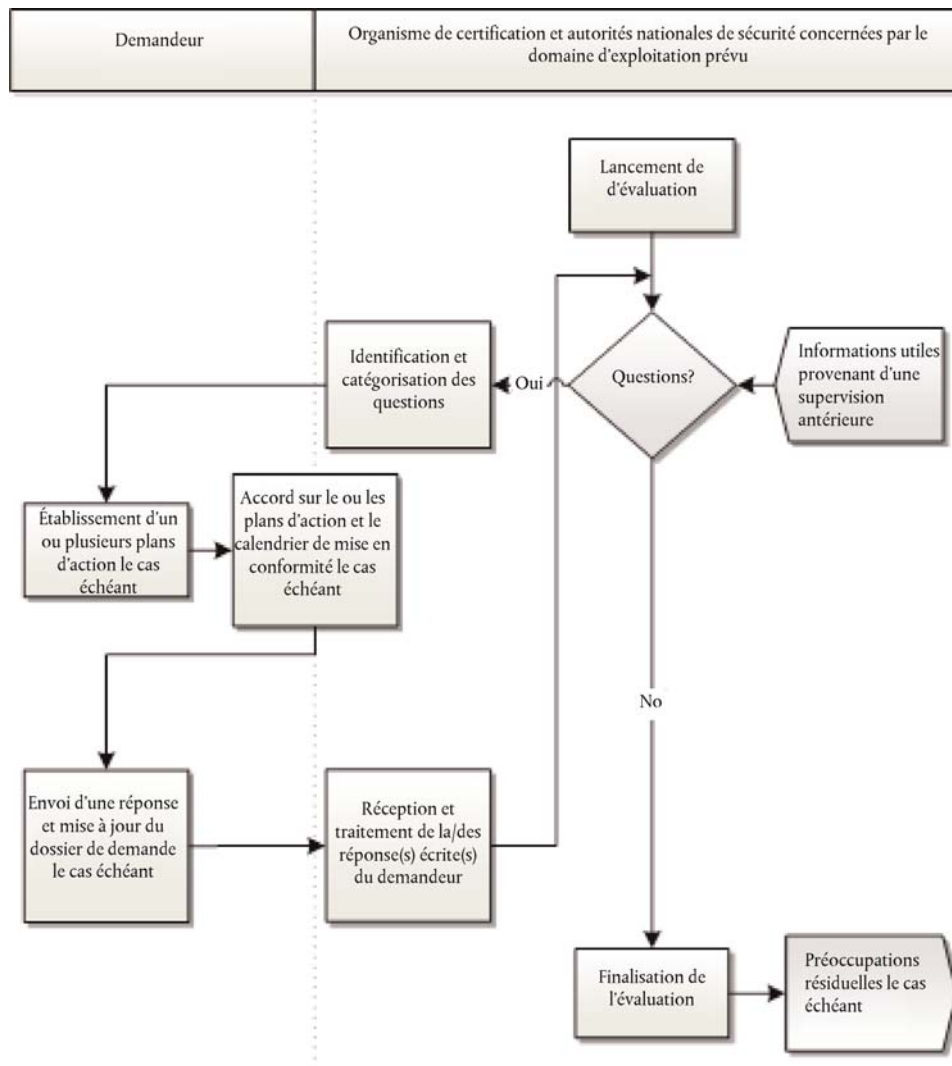 Demandeur
Organisme de certification et autorités nationales de sécurité concernées par le
domaine d'exploitation prévu
Lancement de
d'évaluation
Identification et
catégorisation des
questions
Oui
Questions?
Informations utiles
provenant d'une
supervision
antérieure
Établissement d'un
ou plusieurs plans
d'action le cas
échéant
Accord sur le ou les
plans d'action et le
calendrier de mise en
conformité le cas
échéant
No
Envoi d'une réponse
et mise à jour du
dossier de demande
le cas échéant
Réception et
traitement de la/des
réponse(s) écrite(s)
du demandeur
Finalisation de
l'évaluation
Préoccupations
résiduelles le cas
échéant